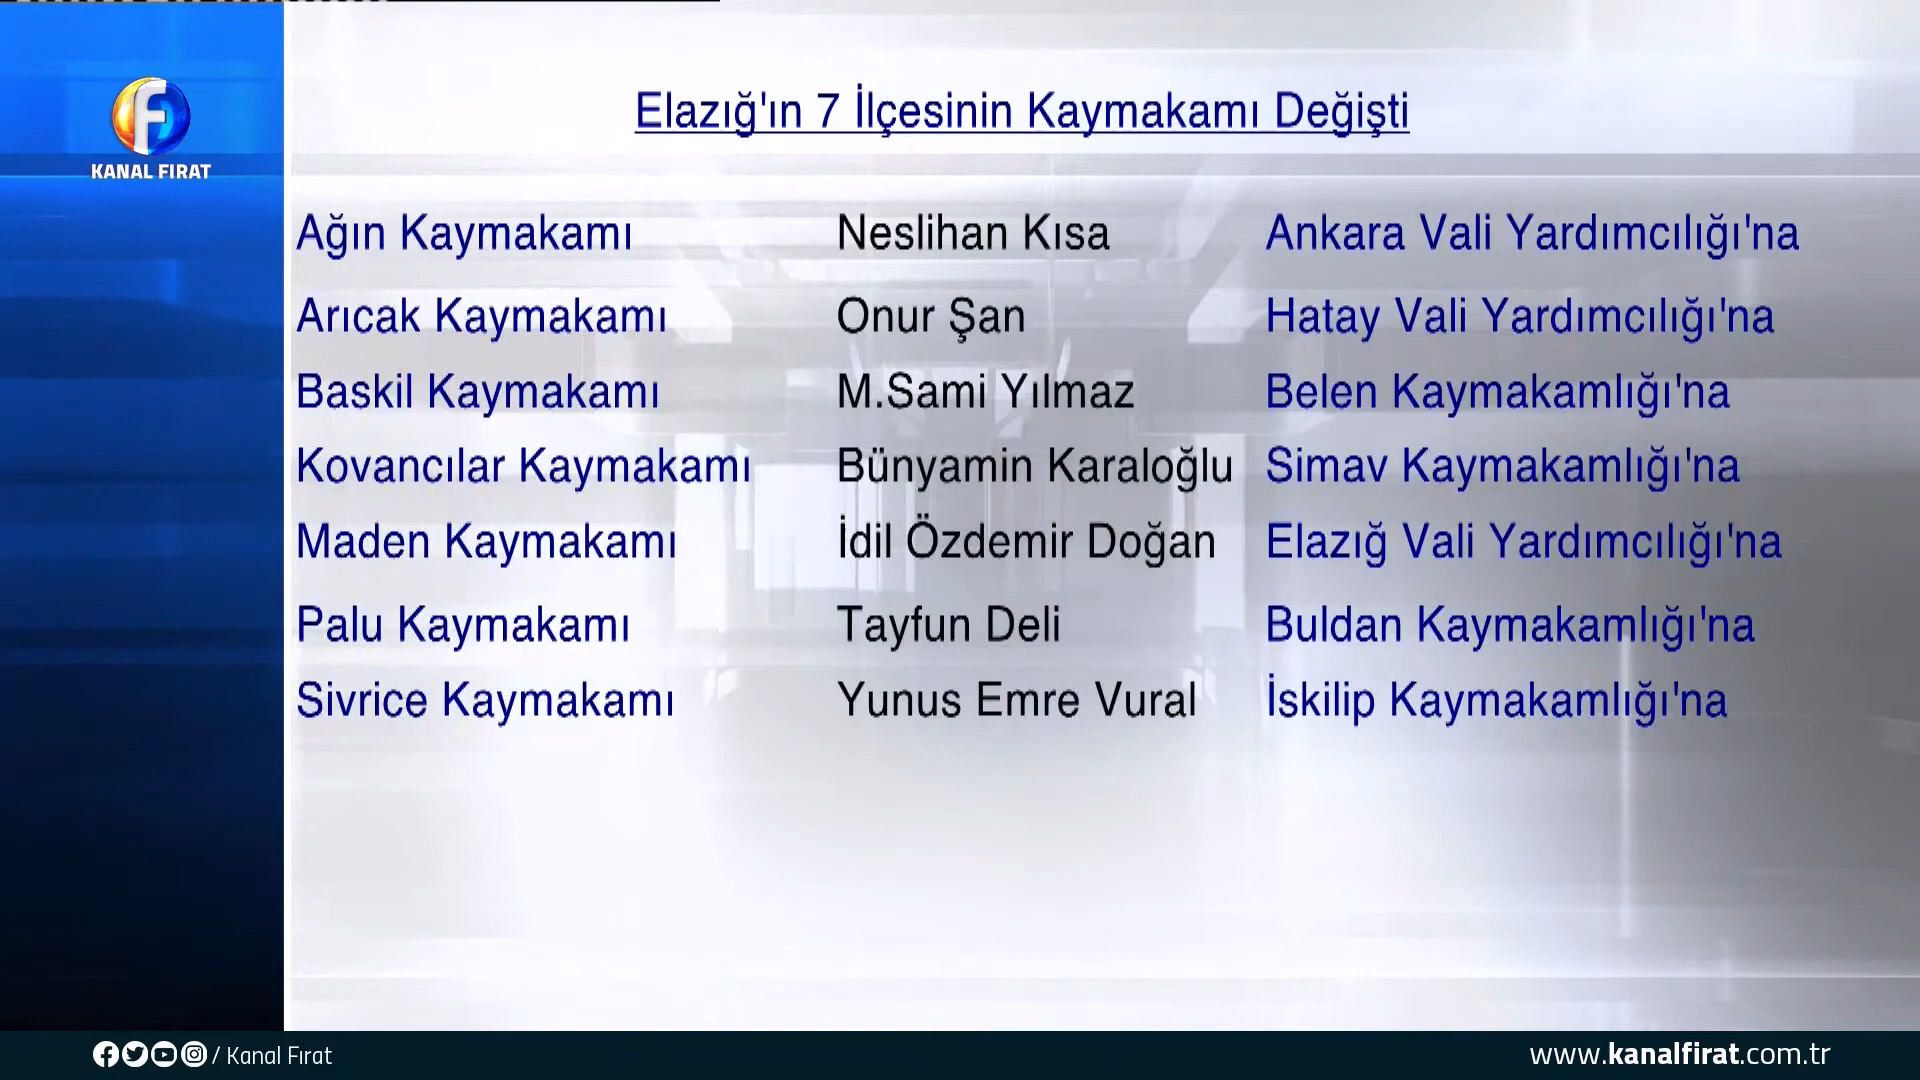 KANAL FIRAT
Elazığ'ın 7 İlçesinin Kaymakamı Değişti
Ağın Kaymakamı Neslihan Kısa Ankara Vali Yardımcılığı'na
Arıcak Kaymakamı Onur Şan Hatay Vali Yardımcılığı'na
Baskil Kaymakamı M.Sami Yılmaz Belen Kaymakamlığı'na
Kovancılar Kaymakamı Bünyamin Karaloğlu Simav Kaymakamlığı'na
Maden Kaymakamı İdil Özdemir Doğan Elazığ Vali Yardımcılığı'na
Palu Kaymakamı Tayfun Deli Buldan Kaymakamlığı'na
Sivrice Kaymakamı Yunus Emre Vural İskilip Kaymakamlığı'na
/ Kanal Fırat www.kanalfirat.com.tr